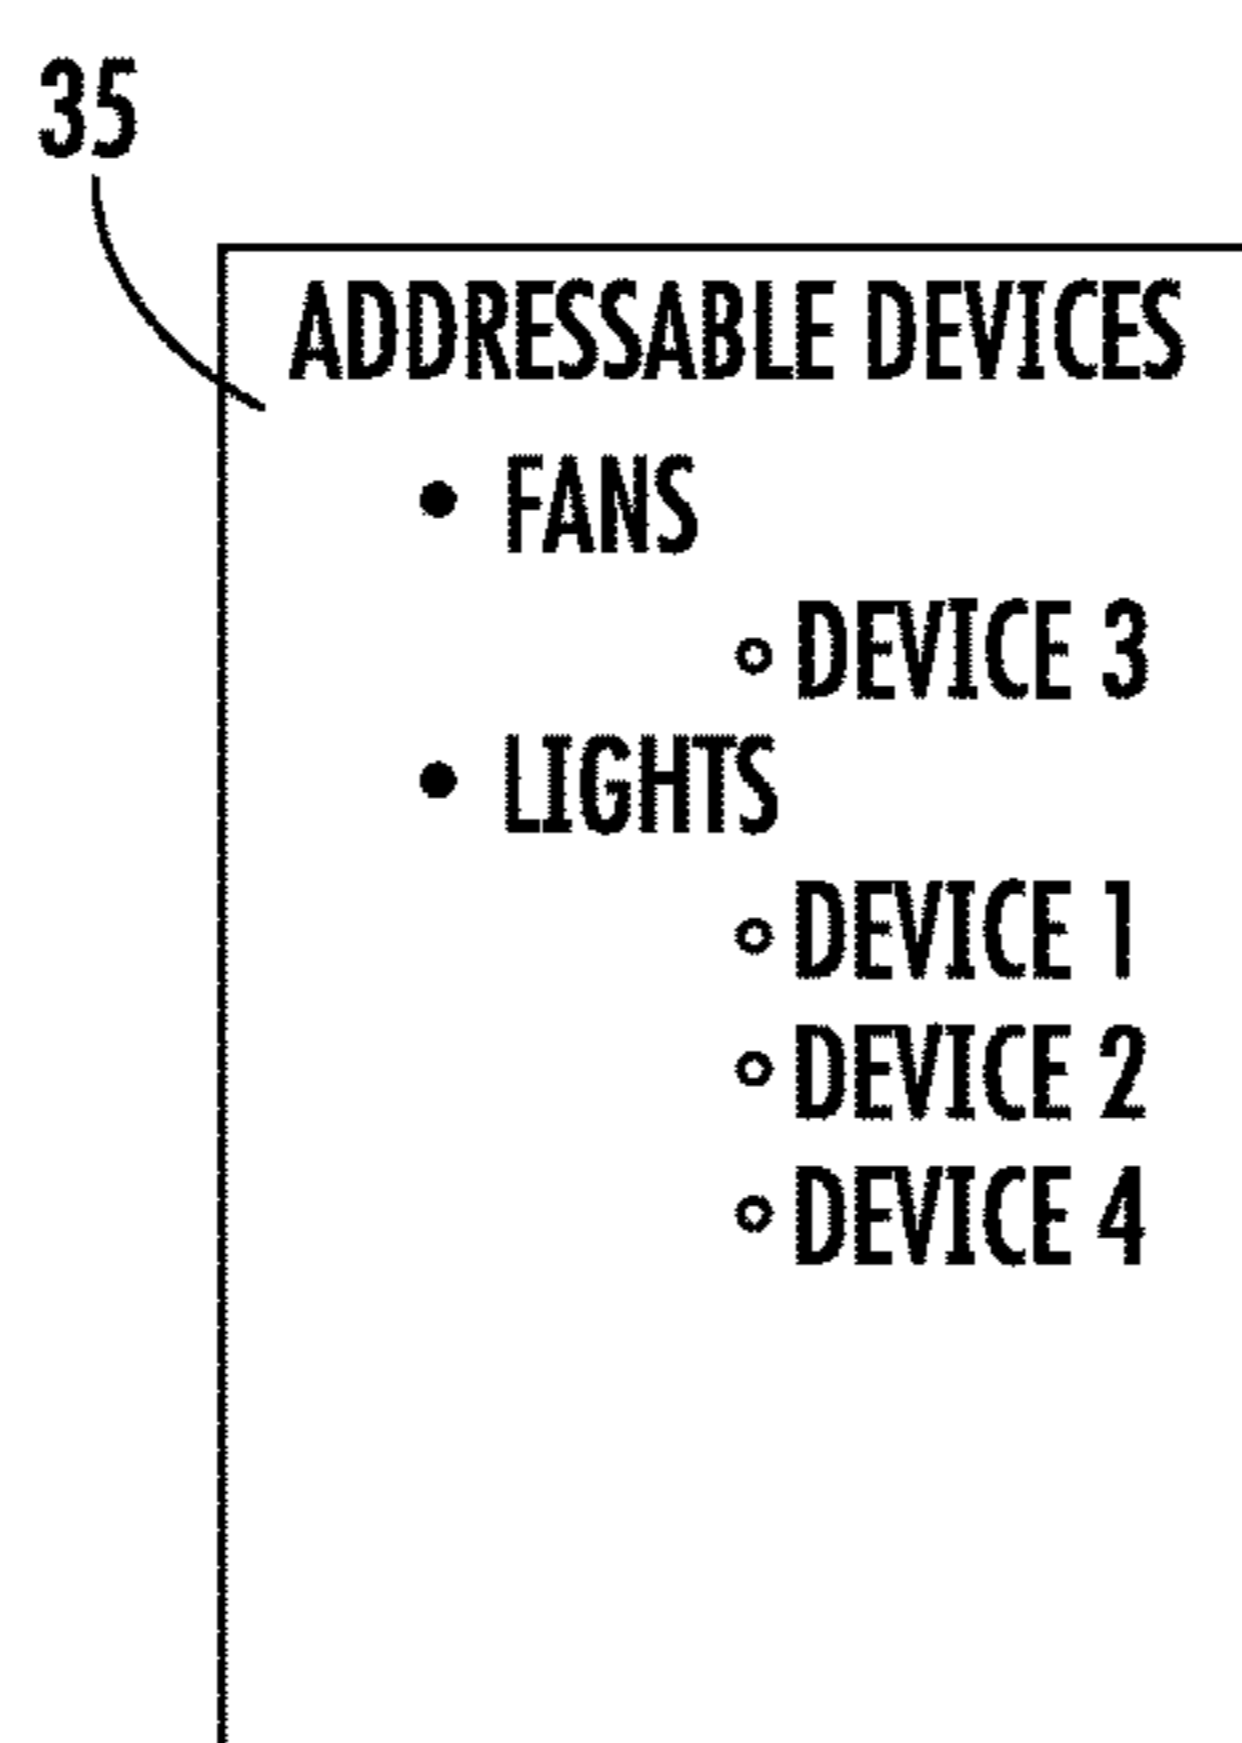 35
ADDRESSABLE DEVICES
• FANS
○ DEVICE 3
• LIGHTS
○ DEVICE 1
○ DEVICE 2
○ DEVICE 4